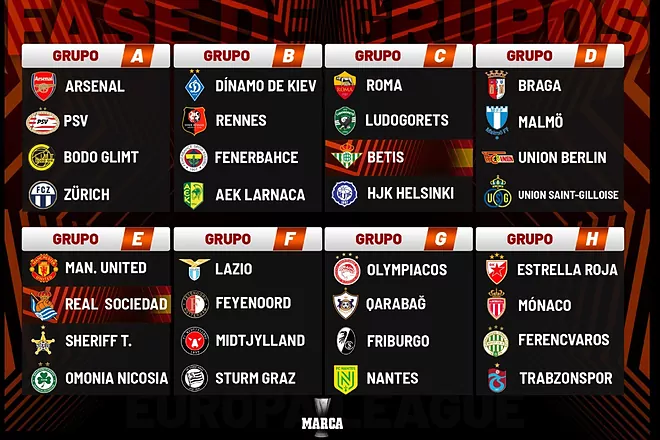 FASE DE GRUPOS
GRUPO A
ARSENAL
PSV
BODO GLIMT
ZÜRICH
GRUPO B
DÍNAMO DE KIEV
RENNES
FENERBAHCE
AEK LARNACA
GRUPO C
ROMA
LUDOGORETS
BETIS
HJK HELSINKI
GRUPO D
BRAGA
MALMÖ
UNION BERLIN
UNION SAINT-GILLOISE
GRUPO E
MAN. UNITED
REAL SOCIEDAD
SHERIFF T.
OMONIA NICOSIA
GRUPO F
LAZIO
FEYENOORD
MIDTJYLLAND
STURM GRAZ
GRUPO G
OLYMPIACOS
QARABAĞ
FRIBURGO
NANTES
GRUPO H
ESTRELLA ROJA
MÓNACO
FERENCVAROS
TRABZONSPOR
EUROPA LEAGUE
MARCA